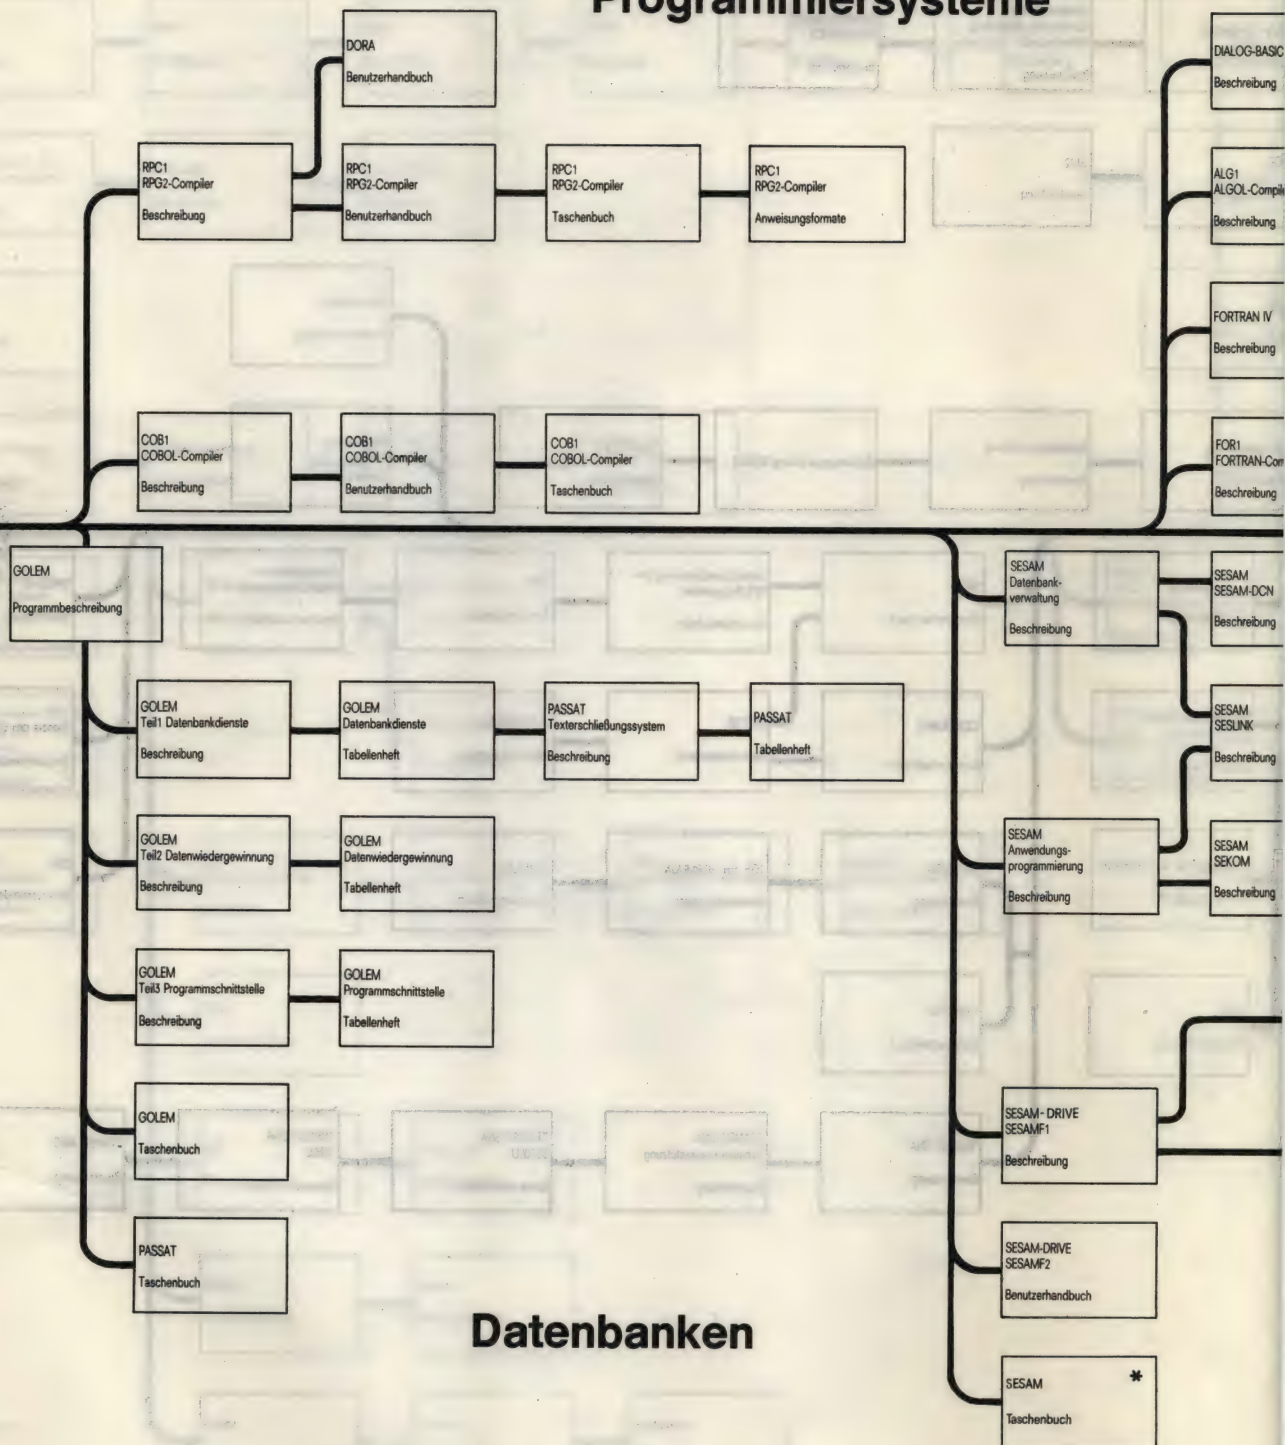 Programmiersysteme
DORA
Benutzerhandbuch
DIALOG-BASIC
Beschreibung
RPC1
RPG2-Compiler
Beschreibung
RPC1
RPG2-Compiler
Benutzerhandbuch
RPC1
RPG2-Compiler
Taschenbuch
RPC1
RPG2-Compiler
Anweisungsformate
ALG1
ALGOL-Compil
Beschreibung
FORTRAN IV
Beschreibung
COB1
COBOL-Compiler
Beschreibung
COB1
COBOL-Compiler
Benutzerhandbuch
COB1
COBOL-Compiler
Taschenbuch
FOR1
FORTRAN-Com
Beschreibung
GOLEM
Programmbeschreibung
SESAM
Datenbank-
verwaltung
Beschreibung
SESAM
SESAM-DCN
Beschreibung
GOLEM
Teil1 Datenbankdienste
Beschreibung
GOLEM
Datenbankdienste
Tabellenheft
PASSAT
Texterschließungssystem
Beschreibung
PASSAT
Tabellenheft
SESAM
SESLINK
Beschreibung
GOLEM
Teil2 Datenwiedergewinnung
Beschreibung
GOLEM
Datenwiedergewinnung
Tabellenheft
SESAM
Anwendungs-
programmierung
Beschreibung
SESAM
SEKOM
Beschreibung
GOLEM
Teil3 Programmschnittstelle
Beschreibung
GOLEM
Programmschnittstelle
Tabellenheft
GOLEM
Taschenbuch
SESAM- DRIVE
SESAMF1
Beschreibung
PASSAT
Taschenbuch
SESAM-DRIVE
SESAMF2
Benutzerhandbuch
Datenbanken
SESAM *
Taschenbuch